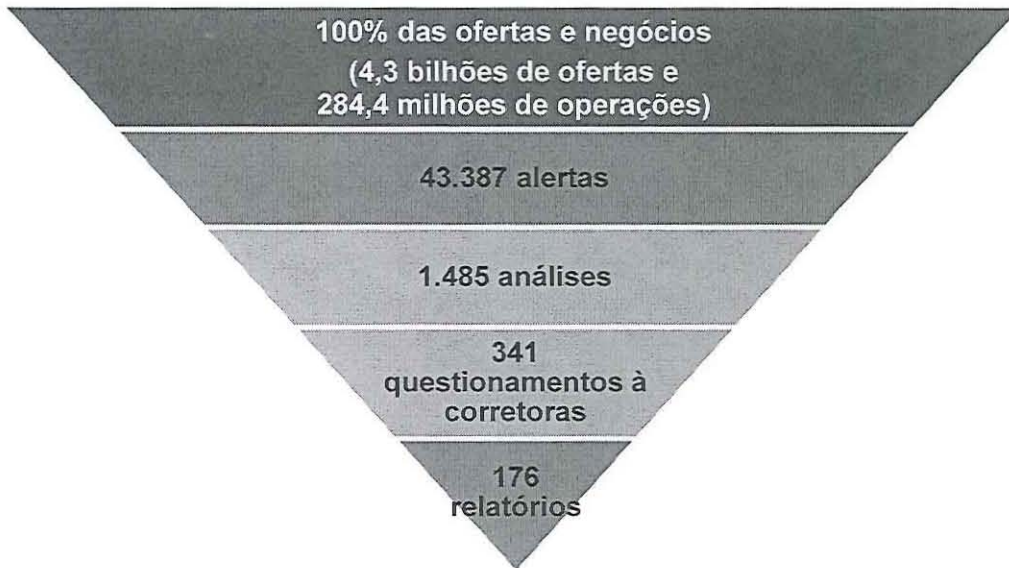 100% das ofertas e negócios
(4,3 bilhões de ofertas e
284,4 milhões de operações)
43.387 alertas
1.485 análises
341
questionamentos à
corretoras
176
relatórios